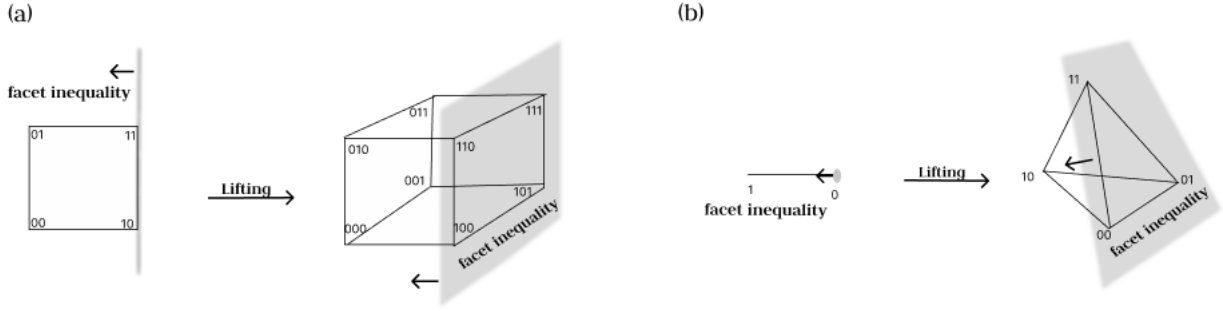 (a)
facet inequality
01
11
00
10
Lifting
011
111
010
110
001
101
000
100
facet inequality
(b)
1
0
facet inequality
Lifting
11
10
01
00
facet inequality